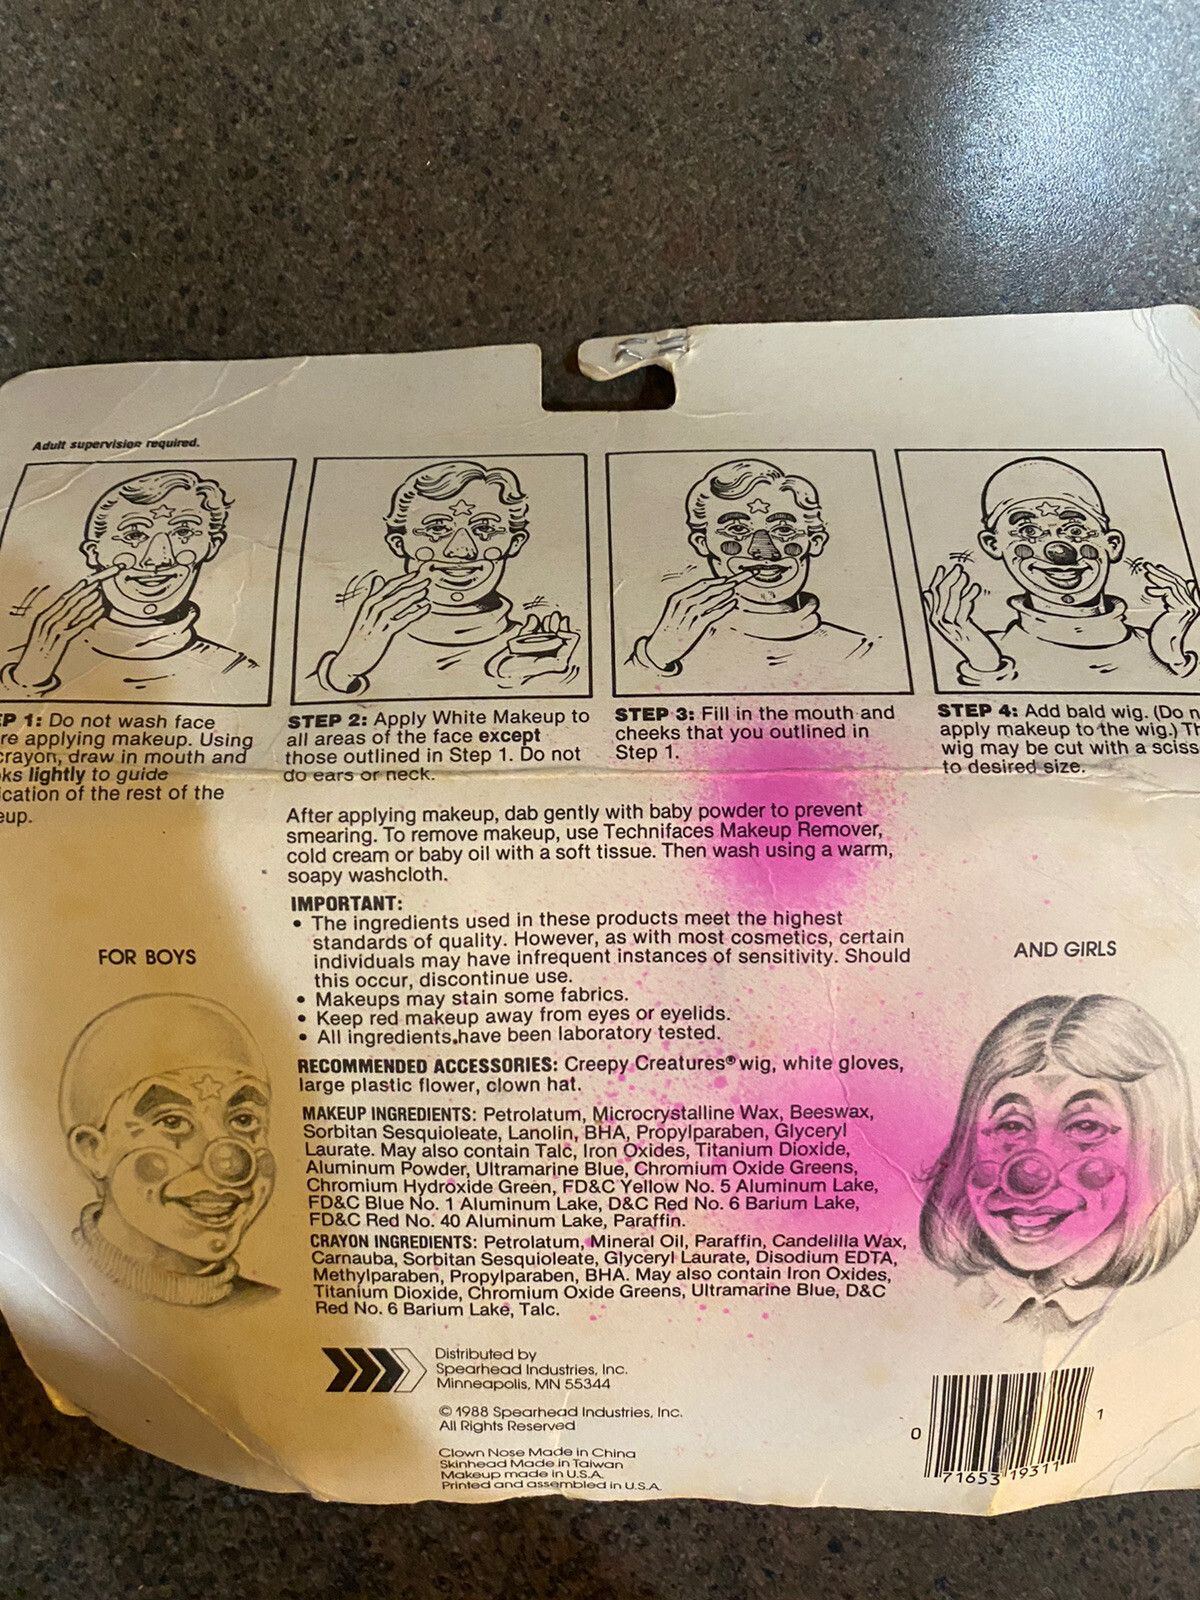 Adult supervision required.
EP 1: Do not wash face
re applying makeup. Using
crayon, draw in mouth and
ks lightly to guide
ication of the rest of the
eup.
STEP 2: Apply White Makeup to
all areas of the face except
those outlined in Step 1. Do not
do ears or neck.
STEP 3: Fill in the mouth and
cheeks that you outlined in
Step 1.
STEP 4: Add bald wig. (Do n
apply makeup to the wig.) Th
wig may be cut with a sciss
to desired size.
After applying makeup, dab gently with baby powder to prevent
smearing. To remove makeup, use Technifaces Makeup Remover,
cold cream or baby oil with a soft tissue. Then wash using a warm,
soapy washcloth.
IMPORTANT:
• The ingredients used in these products meet the highest
standards of quality. However, as with most cosmetics, certain
individuals may have infrequent instances of sensitivity. Should
this occur, discontinue use.
• Makeups may stain some fabrics.
• Keep red makeup away from eyes or eyelids.
• All ingredients have been laboratory tested.
FOR BOYS
AND GIRLS
RECOMMENDED ACCESSORIES: Creepy Creatures® wig, white gloves,
large plastic flower, clown hat.
MAKEUP INGREDIENTS: Petrolatum, Microcrystalline Wax, Beeswax,
Sorbitan Sesquioleate, Lanolin, BHA, Propylparaben, Glyceryl
Laurate. May also contain Talc, Iron Oxides, Titanium Dioxide,
Aluminum Powder, Ultramarine Blue, Chromium Oxide Greens,
Chromium Hydroxide Green, FD&C Yellow No. 5 Aluminum Lake,
FD&C Blue No. 1 Aluminum Lake, D&C Red No. 6 Barium Lake,
FD&C Red No. 40 Aluminum Lake, Paraffin.
CRAYON INGREDIENTS: Petrolatum, Mineral Oil, Paraffin, Candelilla Wax,
Carnauba, Sorbitan Sesquioleate, Glyceryl Laurate, Disodium EDTA,
Methylparaben, Propylparaben, BHA. May also contain Iron Oxides,
Titanium Dioxide, Chromium Oxide Greens, Ultramarine Blue, D&C
Red No. 6 Barium Lake, Talc.
Distributed by
Spearhead Industries, Inc.
Minneapolis, MN 55344
© 1988 Spearhead Industries, Inc.
All Rights Reserved
Clown Nose Made in China
Skinhead Made in Taiwan
Makeup made in U.S.A.
Printed and assembled in U.S.A.
0 71653 19311 1